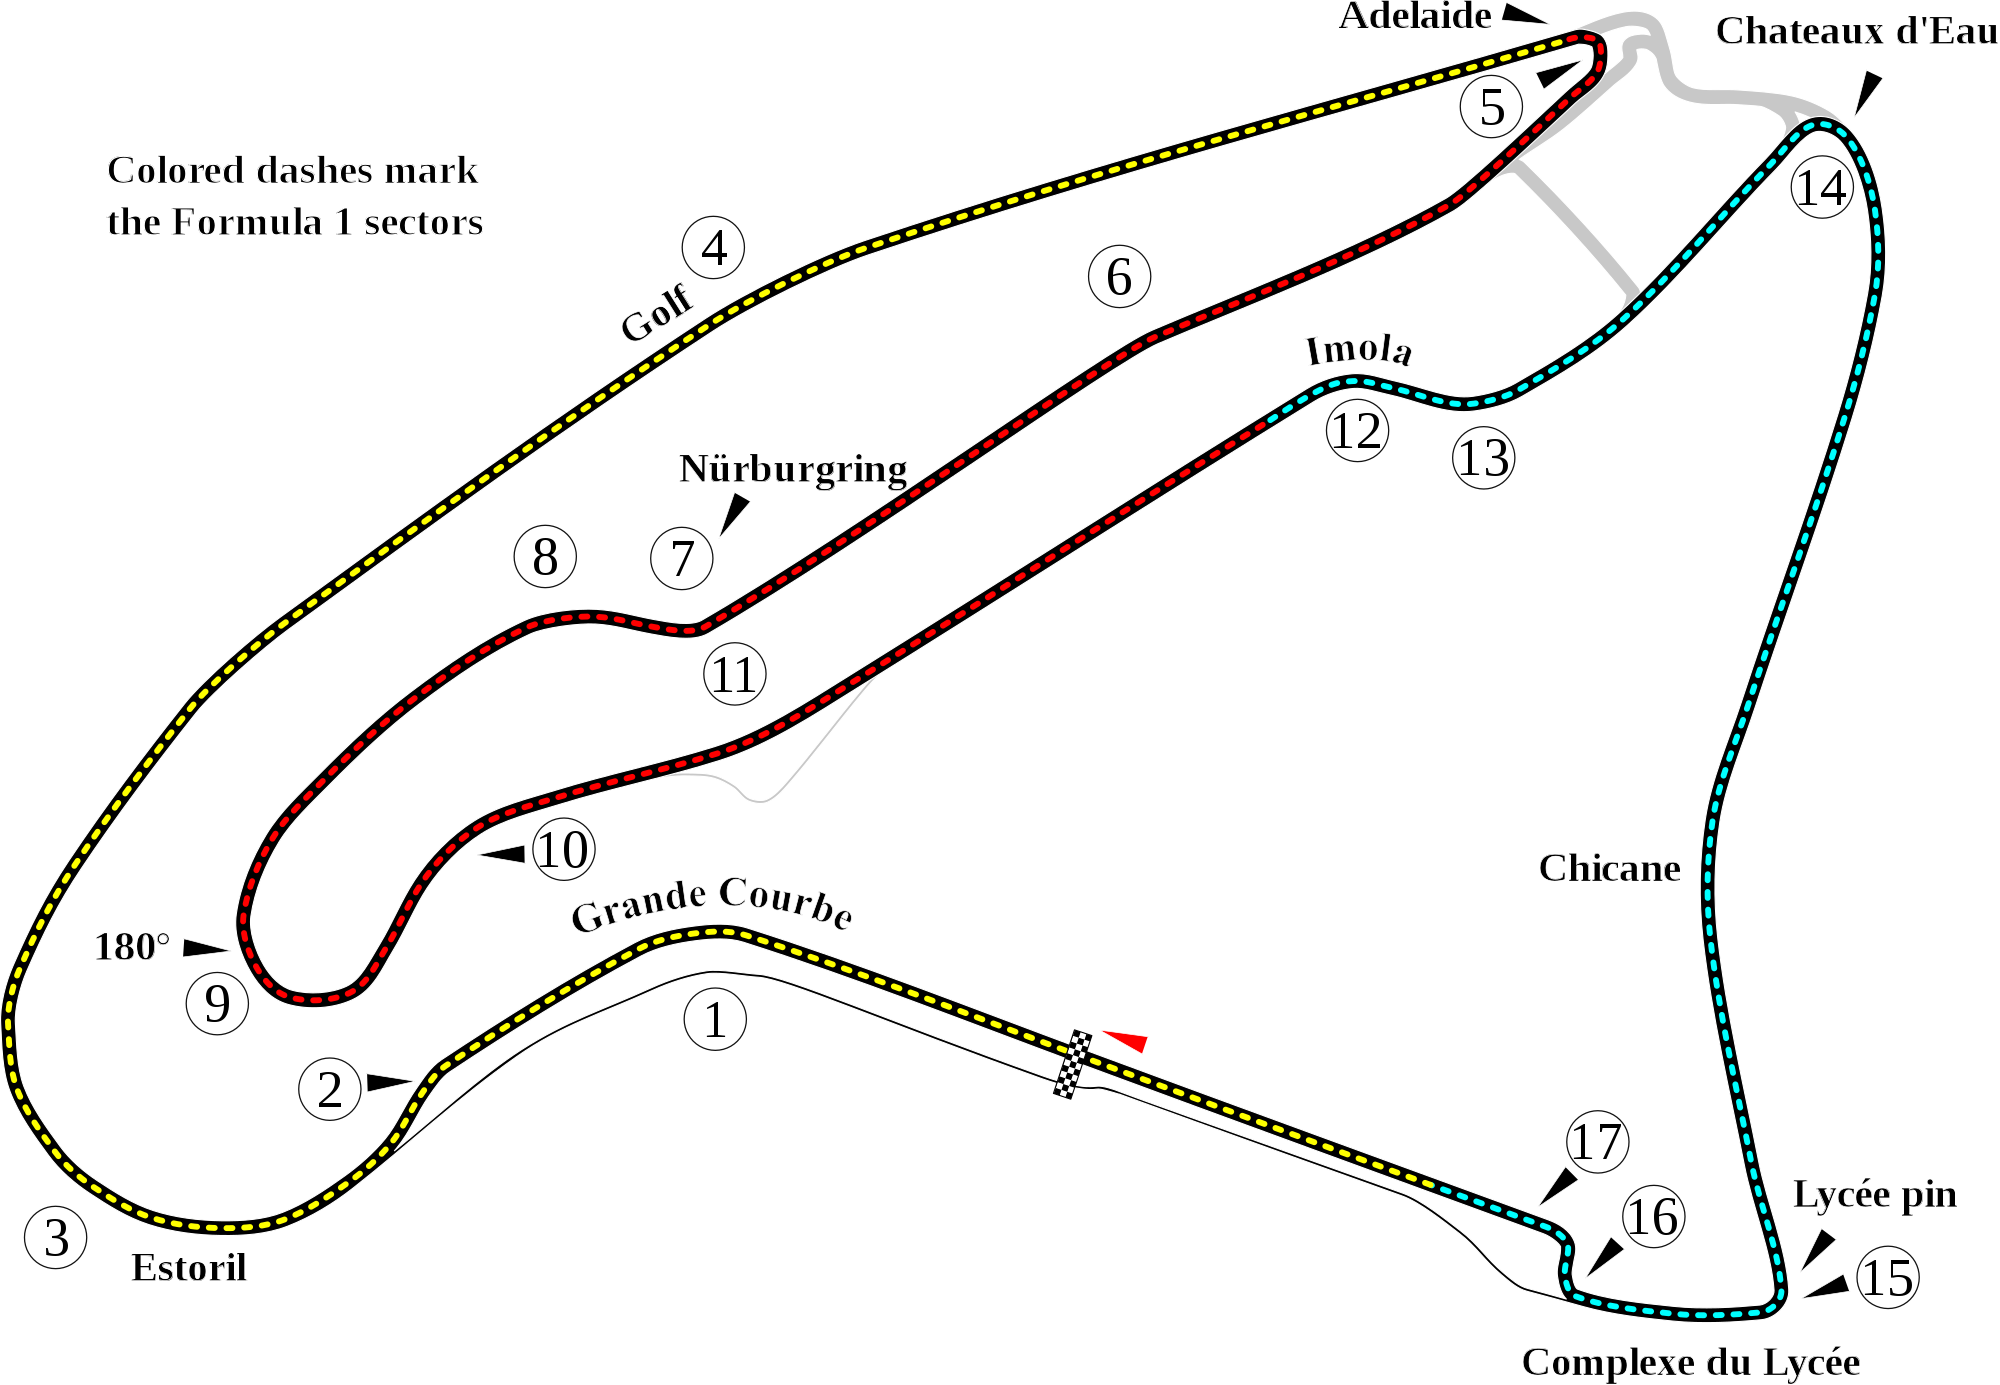 Adelaide
Chateaux d'Eau
5
Colored dashes mark
the Formula 1 sectors
14
4
Golf
6
Imola
12
13
Nürburgring
8
7
11
10
Chicane
Grande Courbe
180°
9
1
2
17
Lycée pin
16
3
Estoril
15
Complexe du Lycée